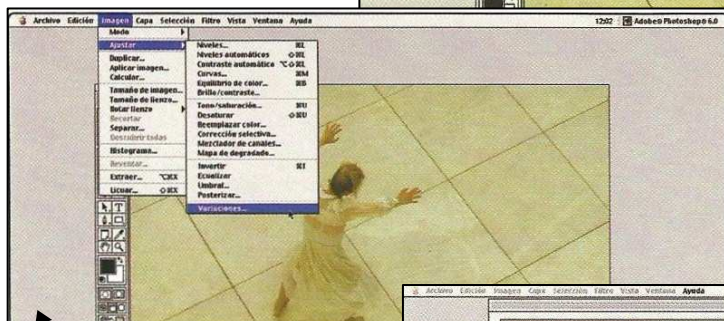 Archivo Edición Imagen Capa Selección Filtro Vista Ventana Ayuda 12:02 Adobe® Photoshop® 6.0
Modo
Ajustar
Duplicar...
Aplicar imagen...
Calcular...
Tamaño de imagen...
Tamaño de lienzo...
Rotar lienzo
Recortar
Separar...
Descubrir todas
Histograma...
Reventar...
Extraer... ⌥⌘X
Licuar... ⇧⌘X
Niveles... ⌘L
Niveles automáticos ⇧⌘L
Contraste automático ⌥⇧⌘L
Curvas... ⌘M
Equilibrio de color... ⌘B
Brillo/contraste...
Tono/saturación... ⌘U
Desaturar ⇧⌘U
Reemplazar color...
Corrección selectiva...
Mezclador de canales...
Mapa de degradado...
Invertir ⌘I
Ecualizar
Umbral...
Posterizar...
Variaciones...
Archivo Edición Imagen Capa Selección Filtro Vista Ventana Ayuda